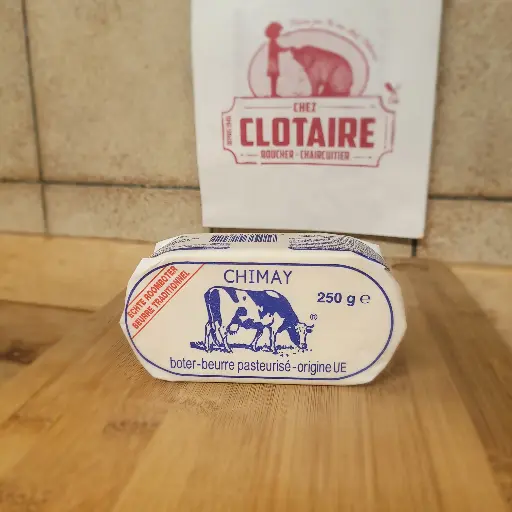 CHEZ
CLOTAIRE
BOUCHER - CHARCUTIER
CHIMAY
250 g e
ECHTE ROOMBOTER
BEURRE TRADITIONNEL
®
boter-beurre pasteurisé-origine UE